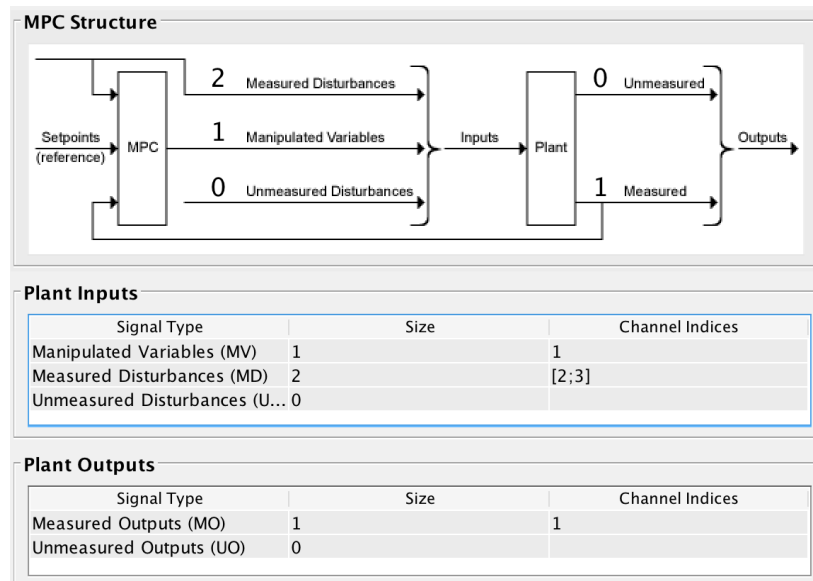 MPC Structure
2 Measured Disturbances
0 Unmeasured
Setpoints
(reference)
MPC
1 Manipulated Variables
Inputs
Plant
Outputs
0 Unmeasured Disturbances
1 Measured
Plant Inputs
Signal Type Size Channel Indices
Manipulated Variables (MV) 1 1
Measured Disturbances (MD) 2 [2;3]
Unmeasured Disturbances (U... 0
Plant Outputs
Signal Type Size Channel Indices
Measured Outputs (MO) 1 1
Unmeasured Outputs (UO) 0